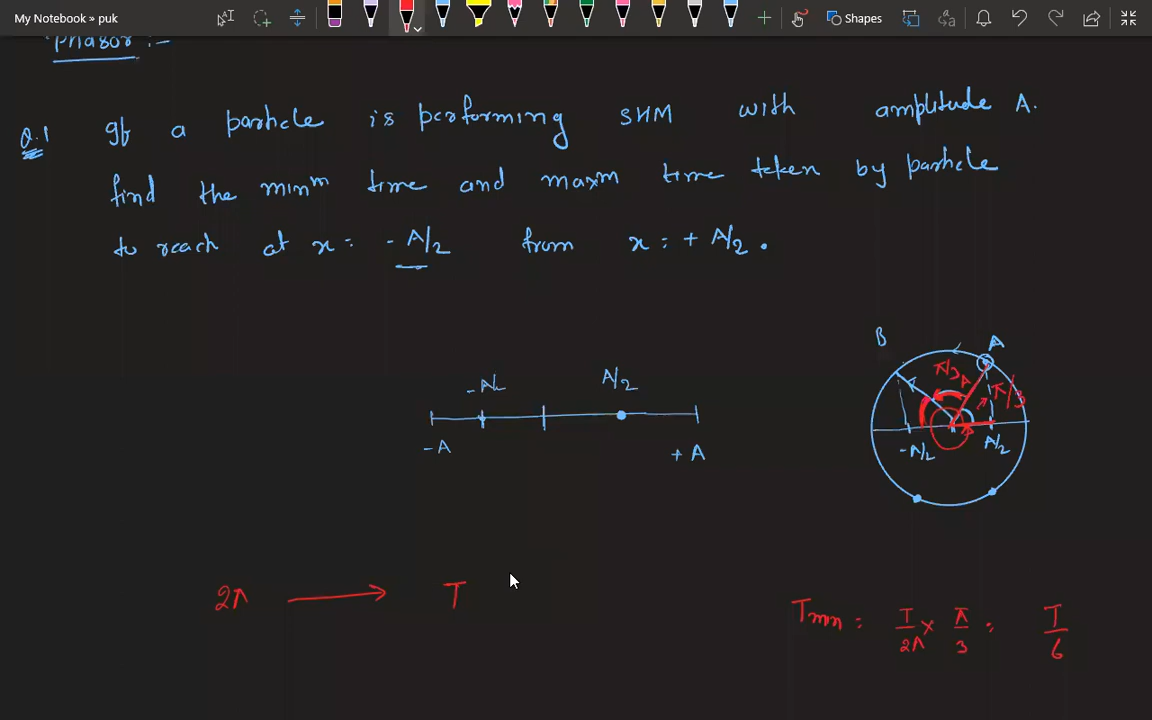 My Notebook » puk
Shapes
Phasor :-
Q.1 If a particle is performing SHM with amplitude A.
find the minm time and maxm time taken by particle
to reach at x = - A/2 from x = + A/2 .
B A
π/3 A π/3
- A/2 A/2
- A/2 A/2
- A + A
2π → T
Tmin = T/2π × π/3 = T/6